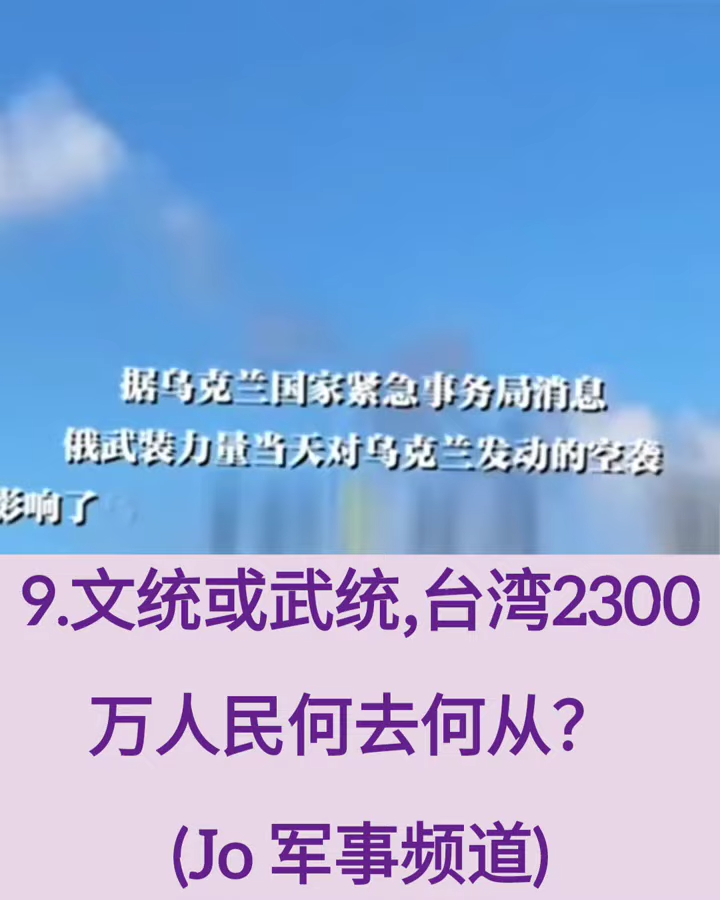 据乌克兰国家紧急事务局消息
俄武装力量当天对乌克兰发动的空袭
影响了
9.文统或武统,台湾2300
万人民何去何从?
(Jo 军事频道)